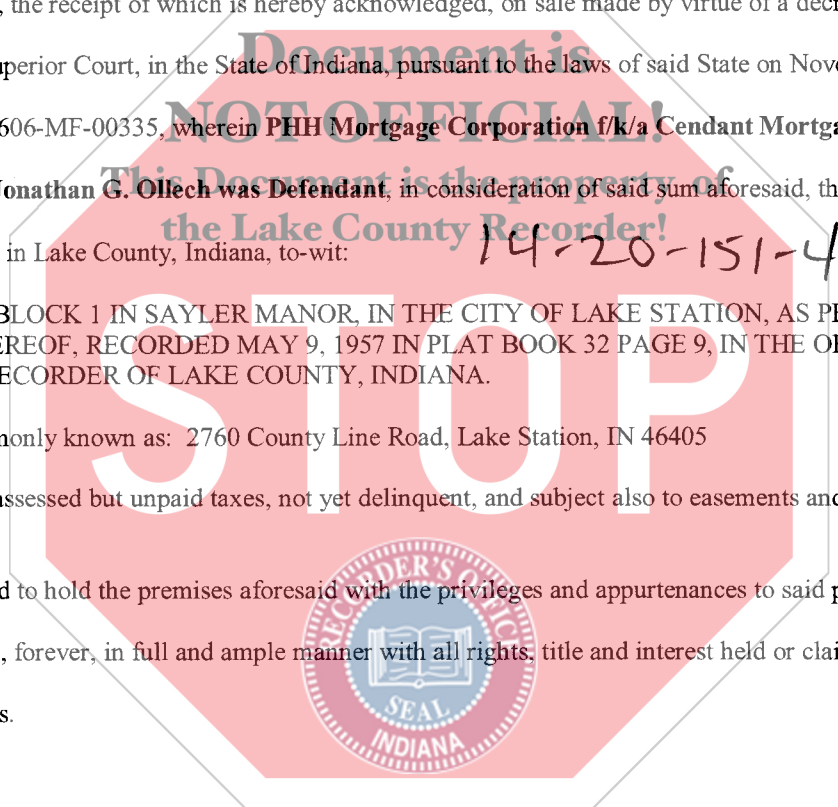 , the receipt of which is hereby acknowledged, on sale made by virtue of a decr
Document is
uperior Court, in the State of Indiana, pursuant to the laws of said State on Nove
NOT OFFICIAL!
606-MF-00335, wherein PHH Mortgage Corporation f/k/a Cendant Mortga
This Document is the property of
Jonathan G. Ollech was Defendant, in consideration of said sum aforesaid, th
the Lake County Recorder!
in Lake County, Indiana, to-wit:
14-20-151-4
BLOCK 1 IN SAYLER MANOR, IN THE CITY OF LAKE STATION, AS PE
EREOF, RECORDED MAY 9, 1957 IN PLAT BOOK 32 PAGE 9, IN THE OF
ECORDER OF LAKE COUNTY, INDIANA.
monly known as: 2760 County Line Road, Lake Station, IN 46405
STOP
assessed but unpaid taxes, not yet delinquent, and subject also to easements and
d to hold the premises aforesaid with the privileges and appurtenances to said p
, forever, in full and ample manner with all rights, title and interest held or clai
s.
RECORDER'S OFFICE
SEAL
INDIANA